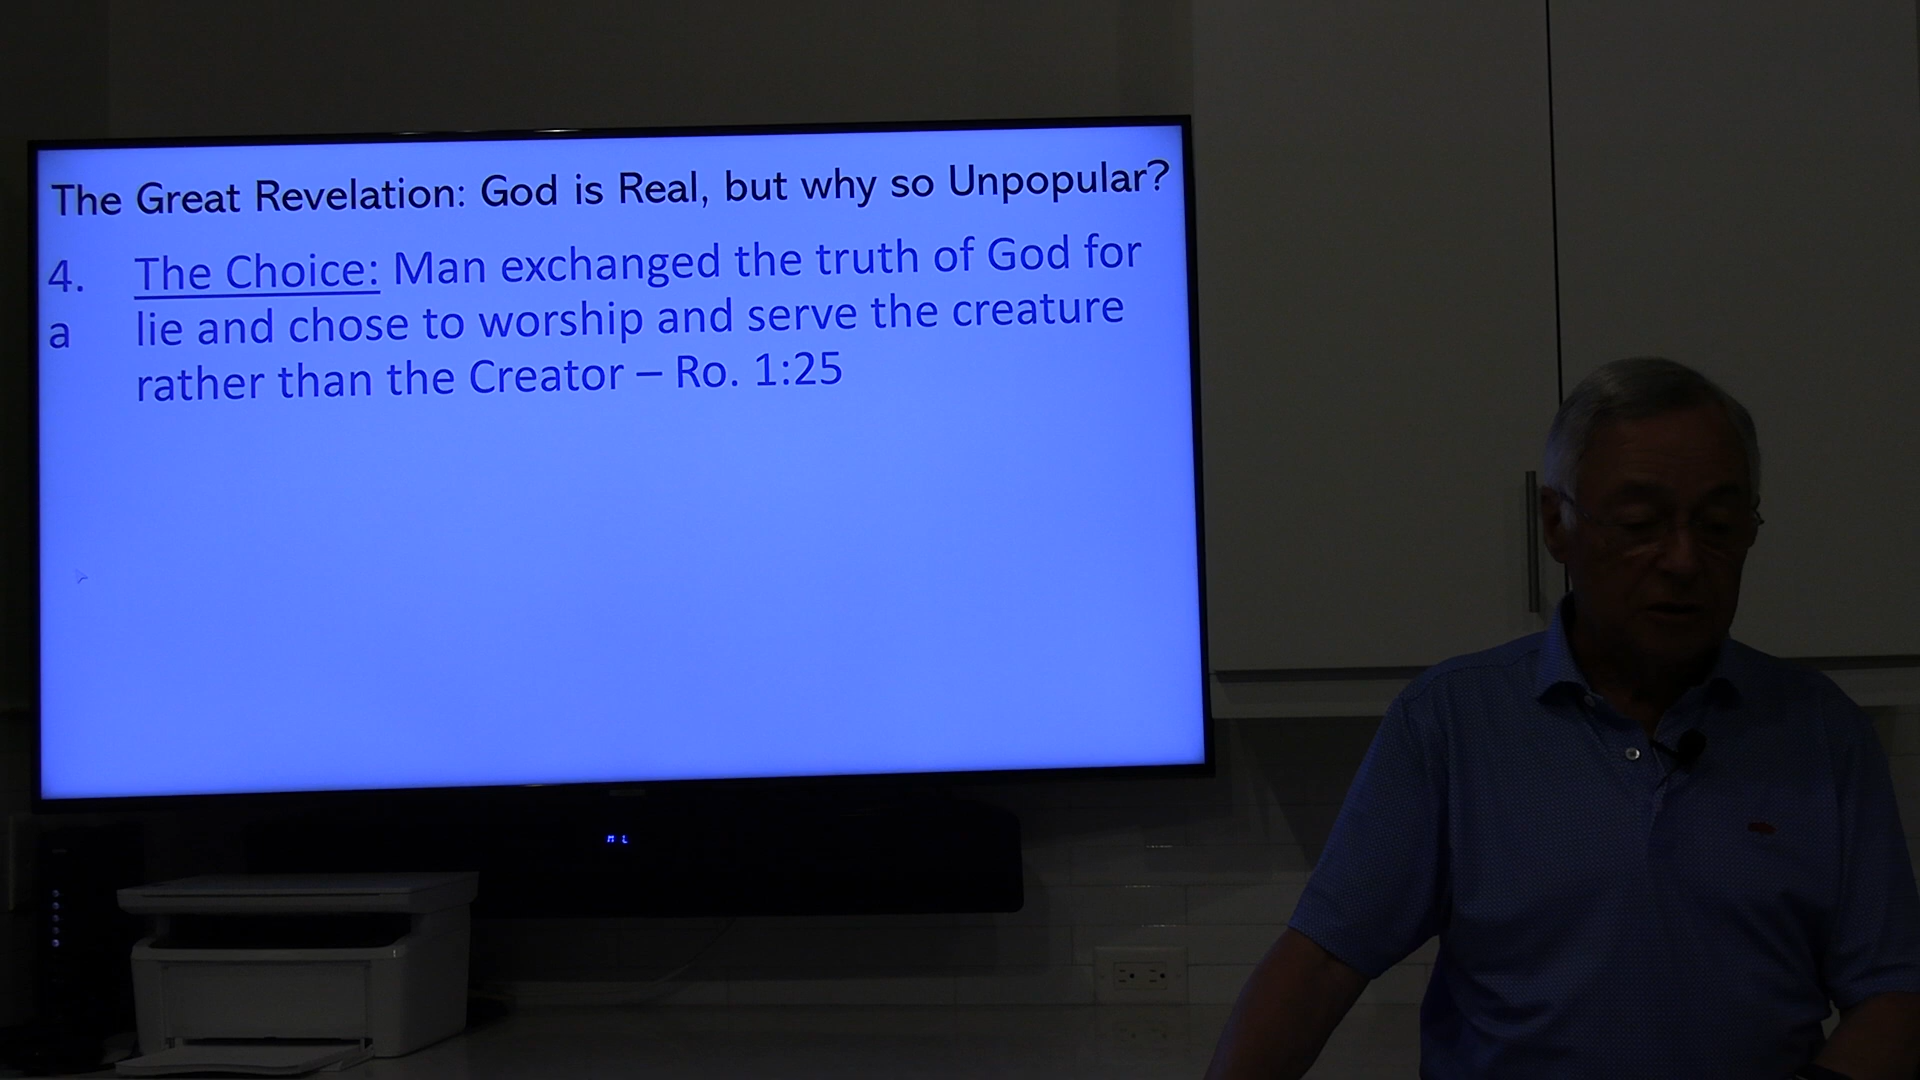 The Great Revelation: God is Real, but why so Unpopular?
4. The Choice: Man exchanged the truth of God for
a lie and chose to worship and serve the creature
rather than the Creator – Ro. 1:25